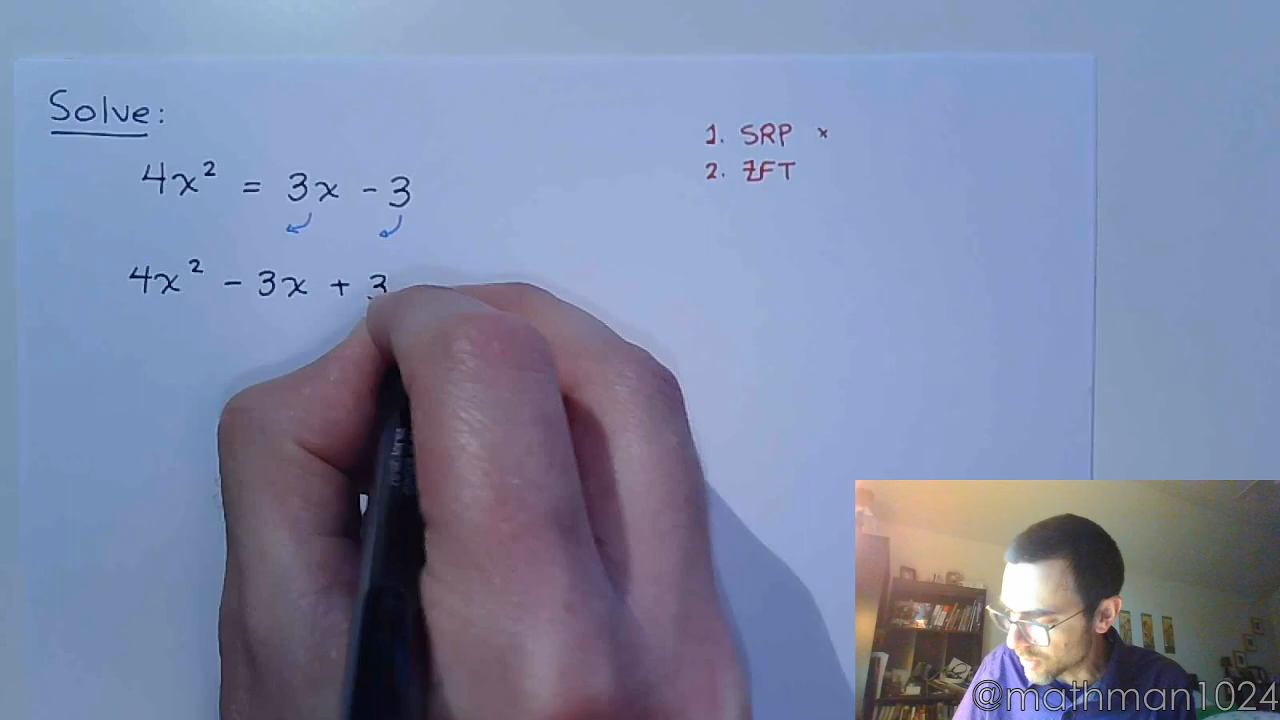 Solve:
4x² = 3x - 3
4x² - 3x + 3
1. SRP ×
2. ZFT
@mathman1024